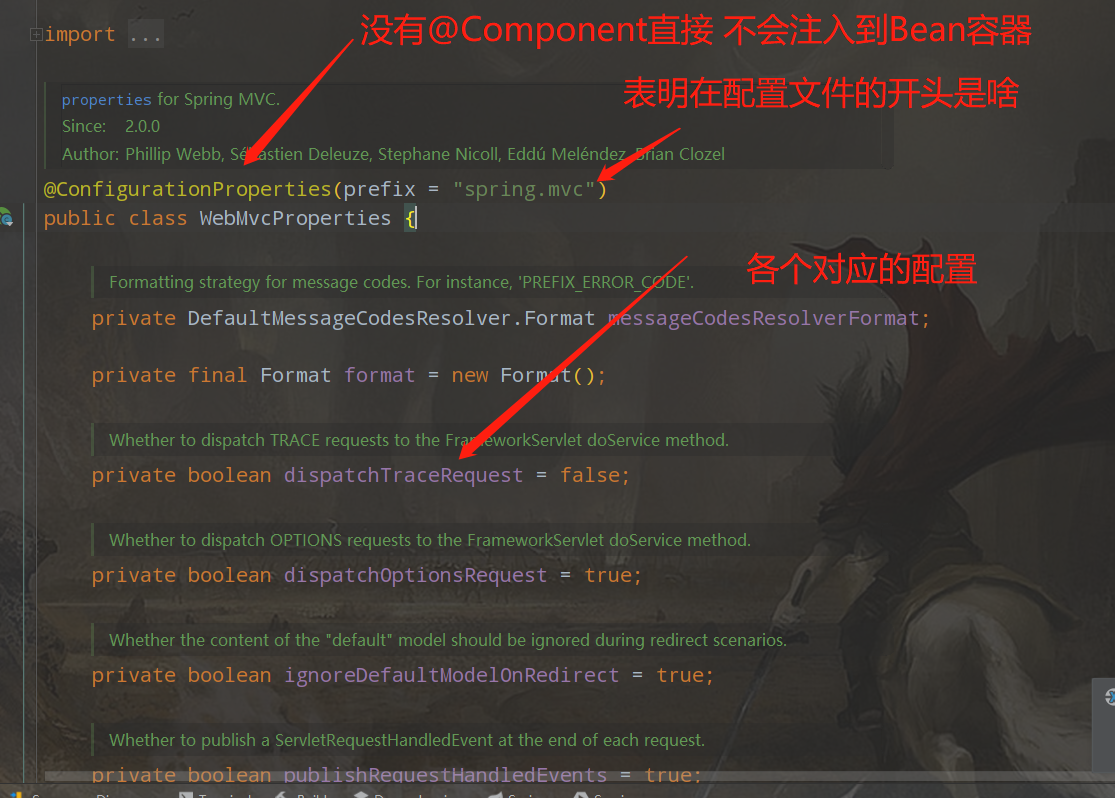 import ...
没有@Component直接 不会注入到Bean容器
表明在配置文件的开头是啥
properties for Spring MVC.
Since: 2.0.0
Author: Phillip Webb, Sébastien Deleuze, Stephane Nicoll, Eddú Meléndez, Brian Clozel
@ConfigurationProperties(prefix = "spring.mvc")
public class WebMvcProperties {
各个对应的配置
Formatting strategy for message codes. For instance, 'PREFIX_ERROR_CODE'.
private DefaultMessageCodesResolver.Format messageCodesResolverFormat;
private final Format format = new Format();
Whether to dispatch TRACE requests to the FrameworkServlet doService method.
private boolean dispatchTraceRequest = false;
Whether to dispatch OPTIONS requests to the FrameworkServlet doService method.
private boolean dispatchOptionsRequest = true;
Whether the content of the "default" model should be ignored during redirect scenarios.
private boolean ignoreDefaultModelOnRedirect = true;
Whether to publish a ServletRequestHandledEvent at the end of each request.
private boolean publishRequestHandledEvents = true;